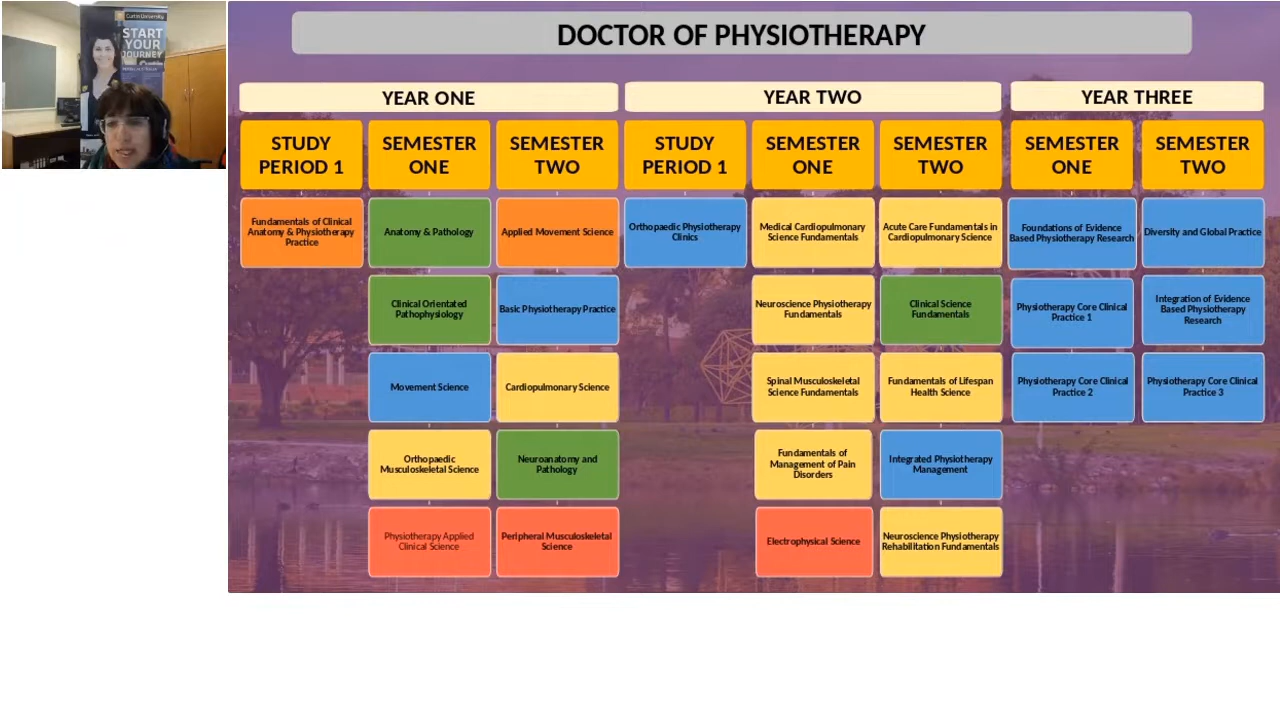 Curtin University
START
YOUR
JOURNEY
DOCTOR OF PHYSIOTHERAPY
YEAR ONE
YEAR TWO
YEAR THREE
STUDY
PERIOD 1
SEMESTER
ONE
SEMESTER
TWO
STUDY
PERIOD 1
SEMESTER
ONE
SEMESTER
TWO
SEMESTER
ONE
SEMESTER
TWO
Fundamentals of Clinical
Anatomy & Physiotherapy
Practice
Anatomy & Pathology
Applied Movement Science
Orthopaedic Physiotherapy
Clinics
Medical Cardiopulmonary
Science Fundamentals
Acute Care Fundamentals in
Cardiopulmonary Science
Foundations of Evidence
Based Physiotherapy Research
Diversity and Global Practice
Clinical Orientated
Pathophysiology
Basic Physiotherapy Practice
Neuroscience Physiotherapy
Fundamentals
Clinical Science
Fundamentals
Physiotherapy Core Clinical
Practice 1
Integration of Evidence
Based Physiotherapy
Research
Movement Science
Cardiopulmonary Science
Spinal Musculoskeletal
Science Fundamentals
Fundamentals of Lifespan
Health Science
Physiotherapy Core Clinical
Practice 2
Physiotherapy Core Clinical
Practice 3
Orthopaedic
Musculoskeletal Science
Neuroanatomy and
Pathology
Fundamentals of
Management of Pain
Disorders
Integrated Physiotherapy
Management
Physiotherapy Applied
Clinical Science
Peripheral Musculoskeletal
Science
Electrophysical Science
Neuroscience Physiotherapy
Rehabilitation Fundamentals